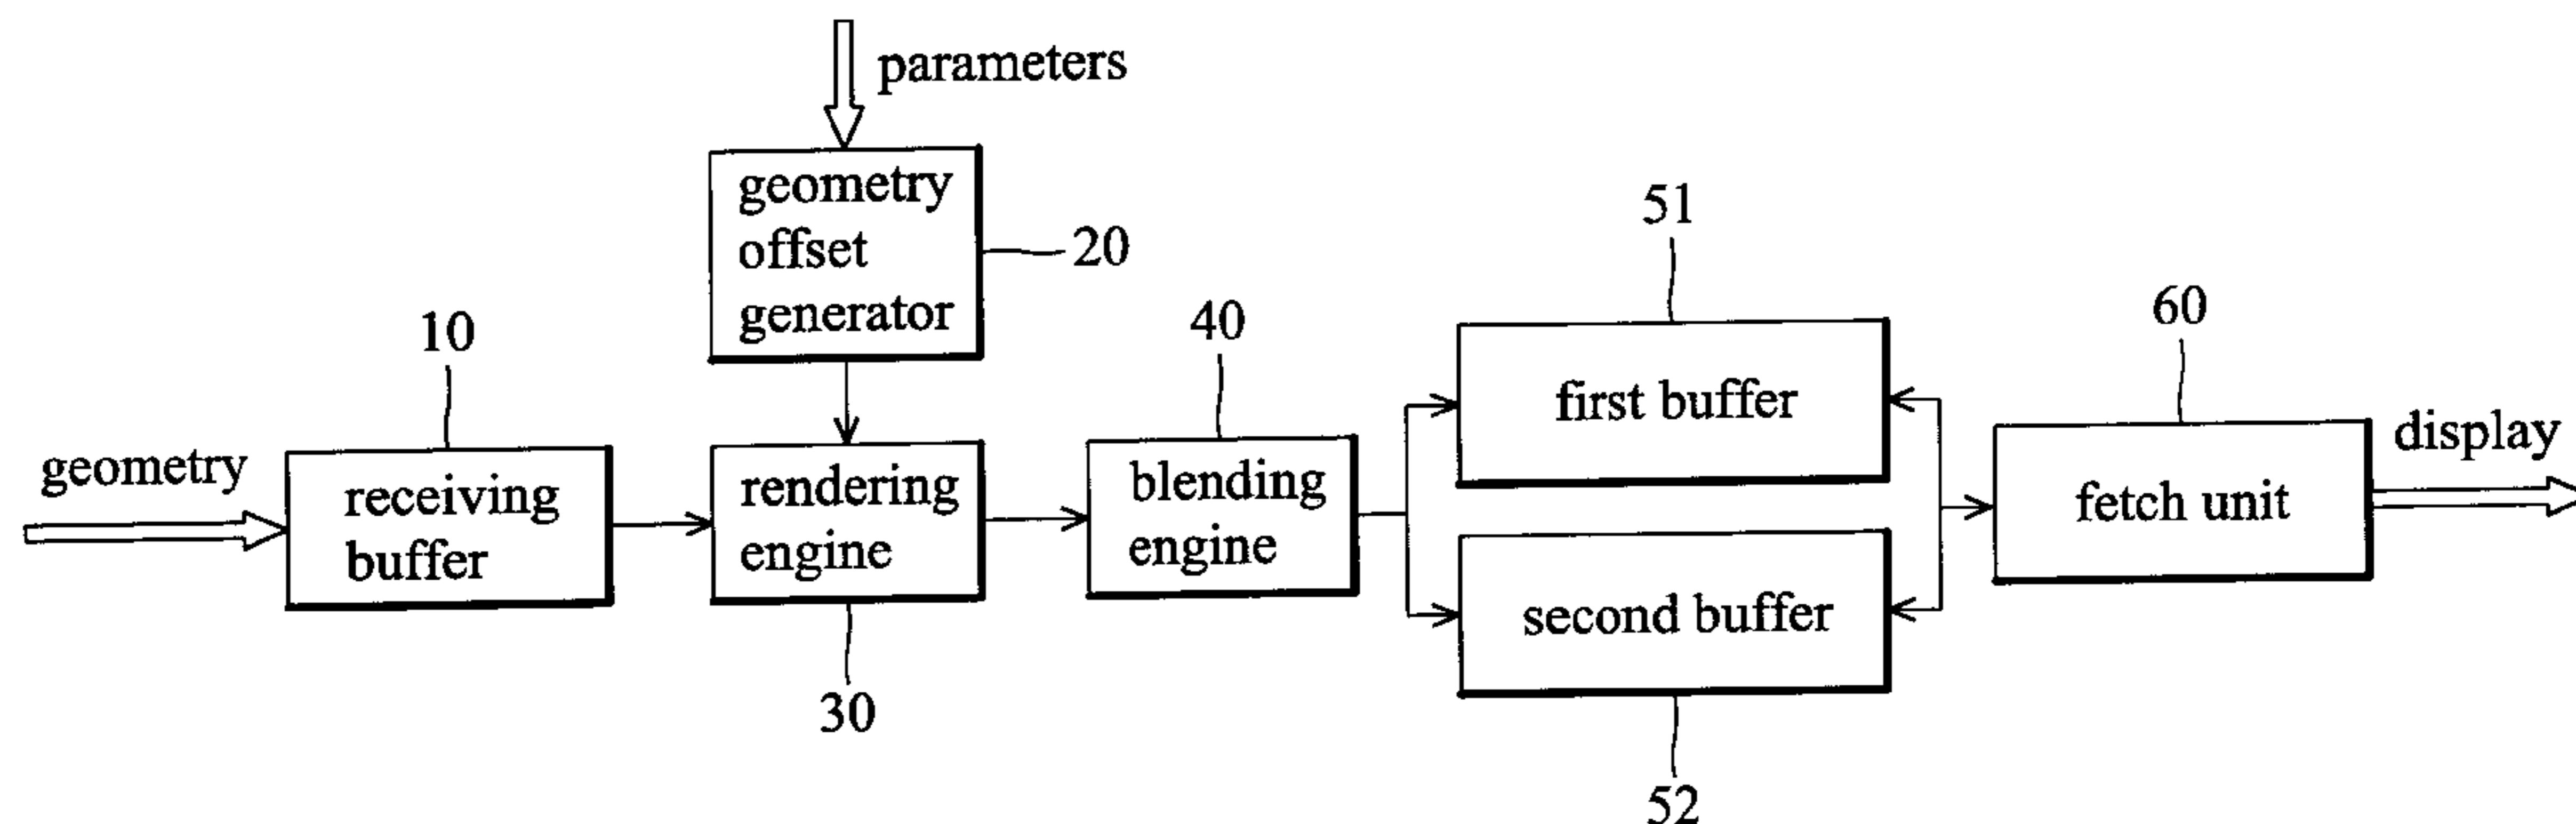 parameters
geometry
offset
generator
20
51
10
40
60
geometry
receiving
buffer
rendering
engine
blending
engine
first buffer
second buffer
fetch unit
display
30
52